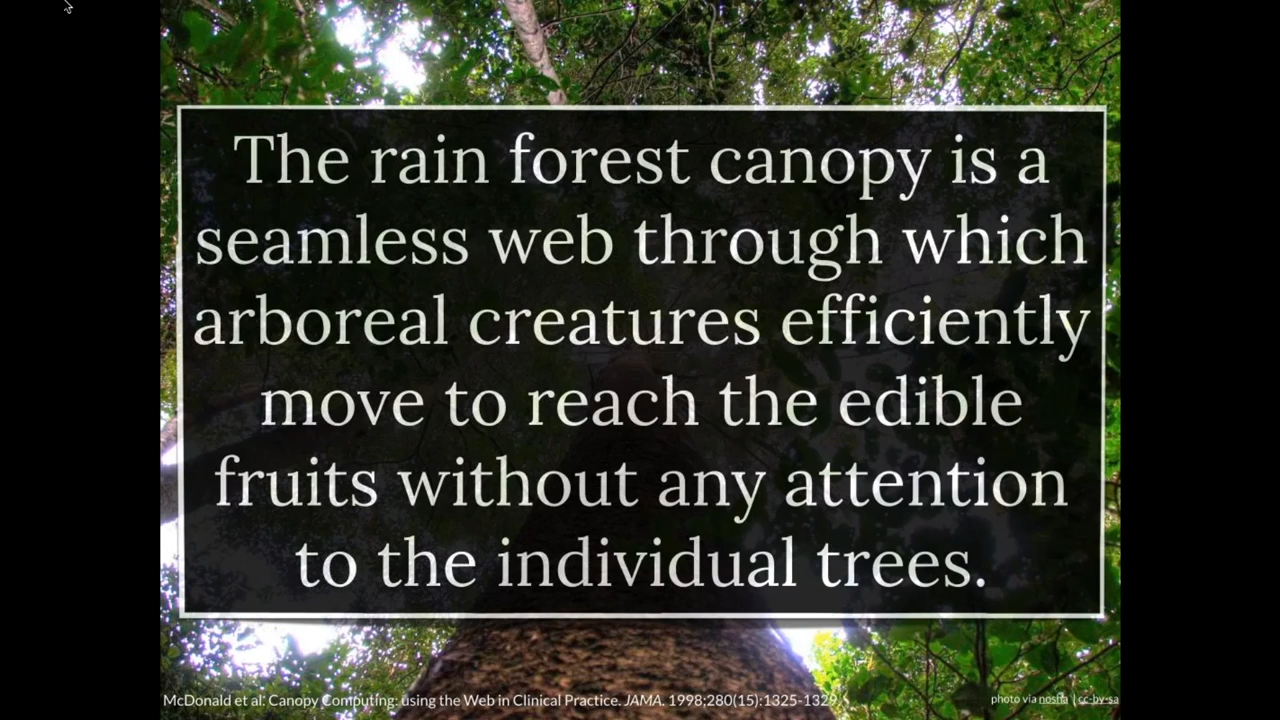 The rain forest canopy is a
seamless web through which
arboreal creatures efficiently
move to reach the edible
fruits without any attention
to the individual trees.
McDonald et al. Canopy Computing: using the Web in Clinical Practice. JAMA. 1998;280(15):1325-1329.
photo via nosha | cc-by-sa